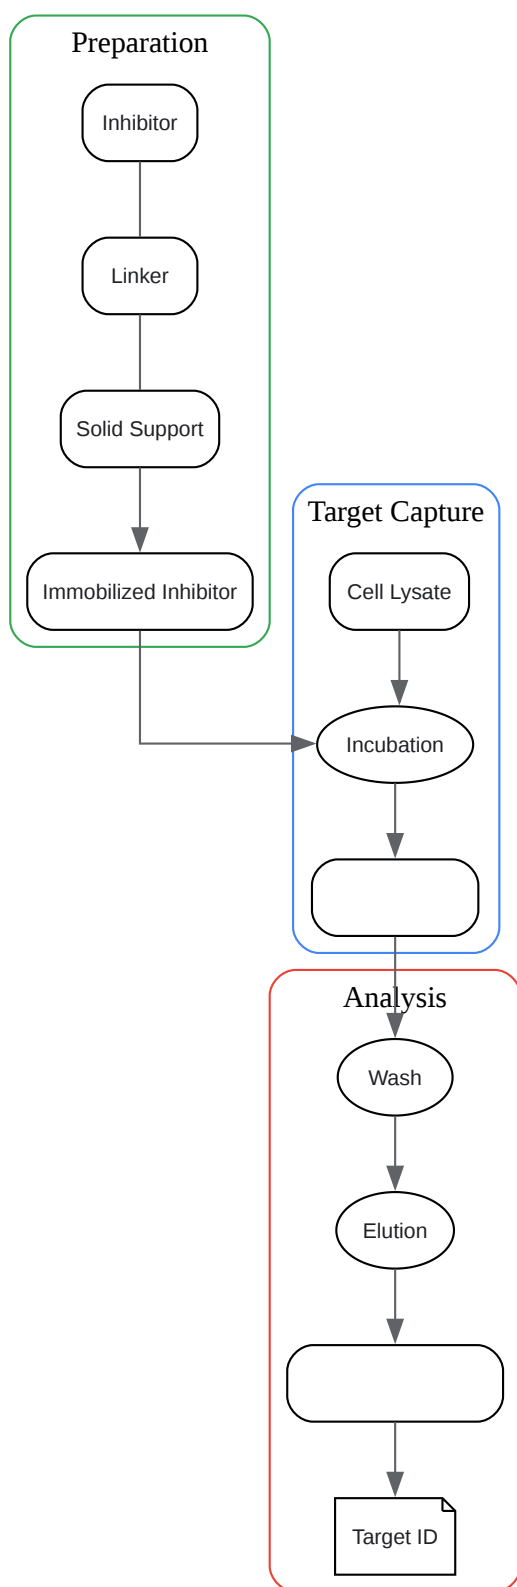 Preparation
Inhibitor
Linker
Solid Support
Immobilized Inhibitor
Target Capture
Cell Lysate
Incubation
Analysis
Wash
Elution
Target ID